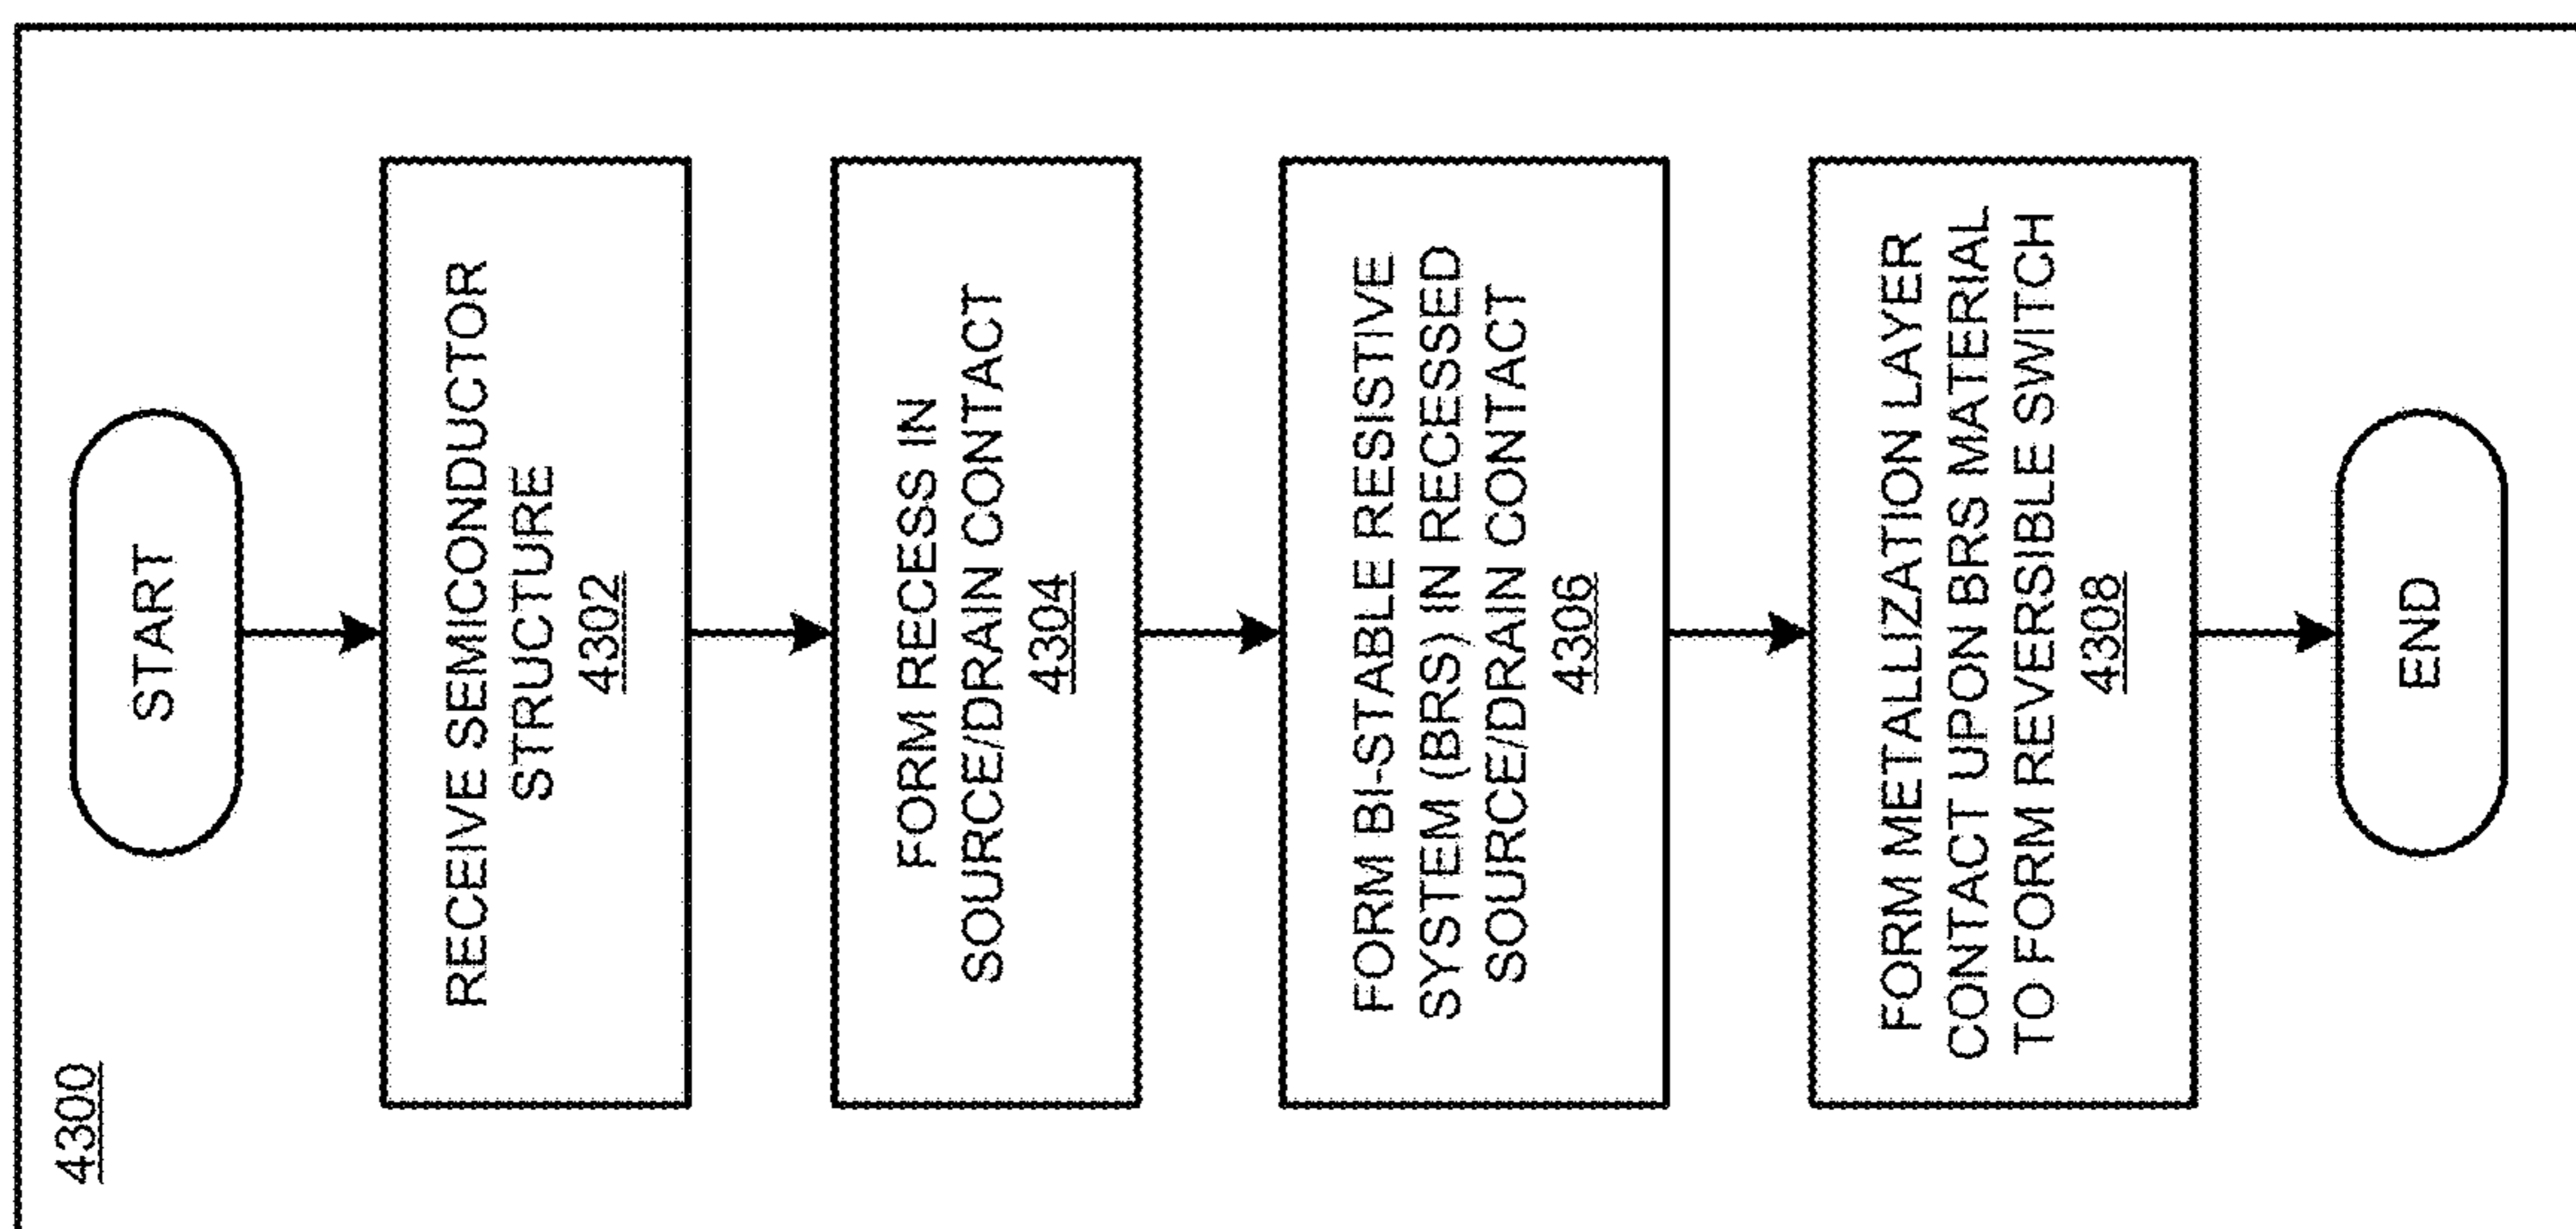 4300
START
RECEIVE SEMICONDUCTOR
STRUCTURE
4302
FORM RECESS IN
SOURCE/DRAIN CONTACT
4304
FORM BI-STABLE RESISTIVE
SYSTEM (BRS) IN RECESSED
SOURCE/DRAIN CONTACT
4306
FORM METALLIZATION LAYER
CONTACT UPON BRS MATERIAL
TO FORM REVERSIBLE SWITCH
4308
END